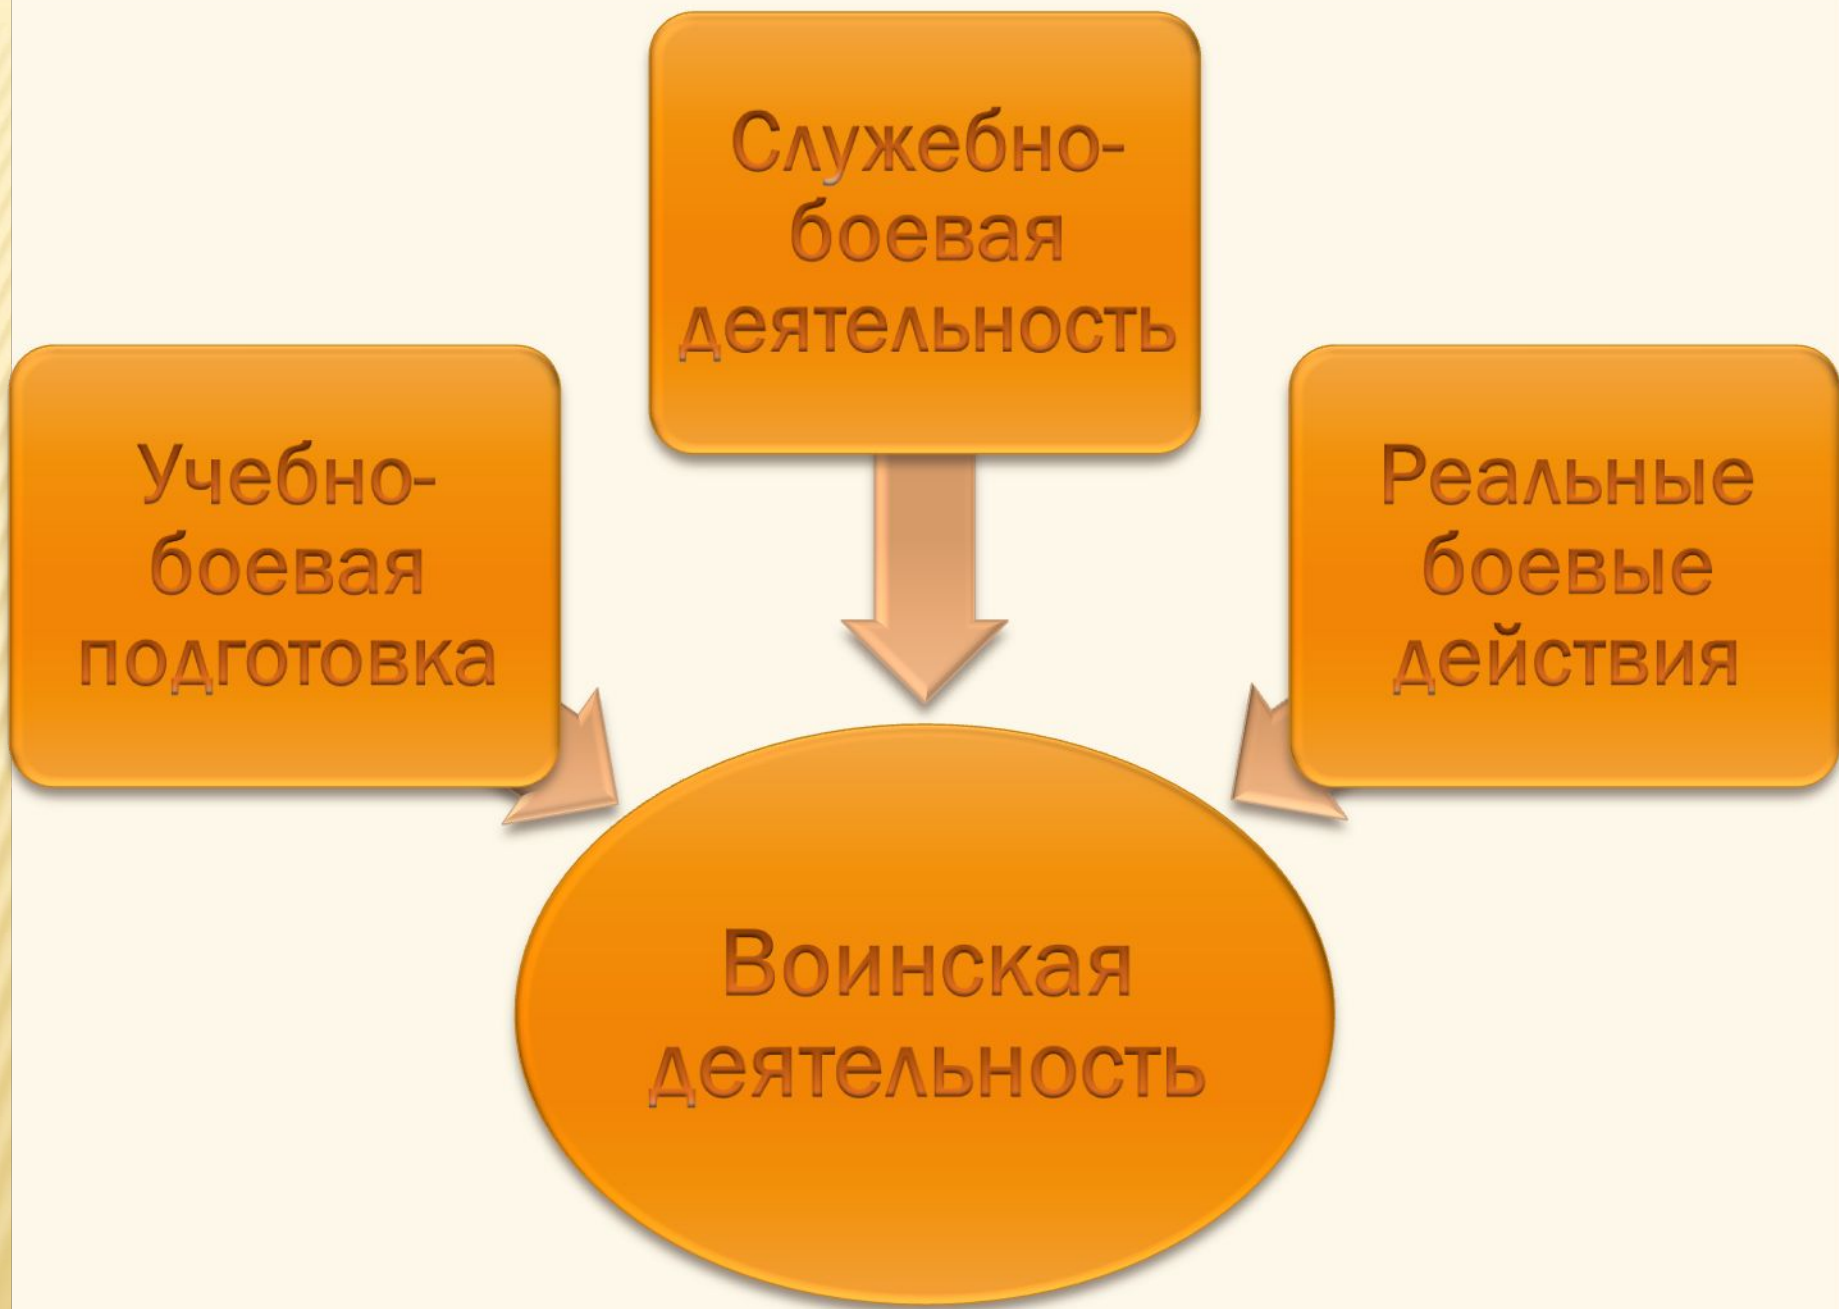 Служебно-
боевая
деятельность
Учебно-
боевая
подготовка
Реальные
боевые
действия
Воинская
деятельность